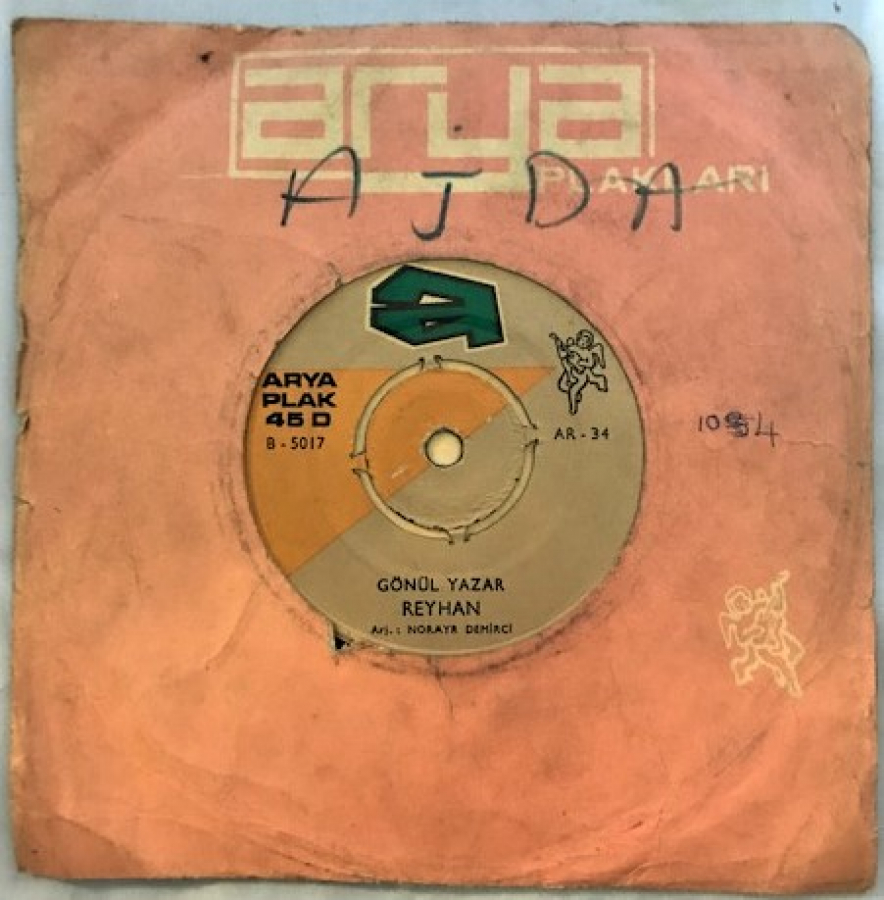 arya
PLAKLARI
AJDA
ARYA
PLAK
45 D
B - 5017
AR - 34
GÖNÜL YAZAR
REYHAN
Arj. : NORAYR DEMİRCİ